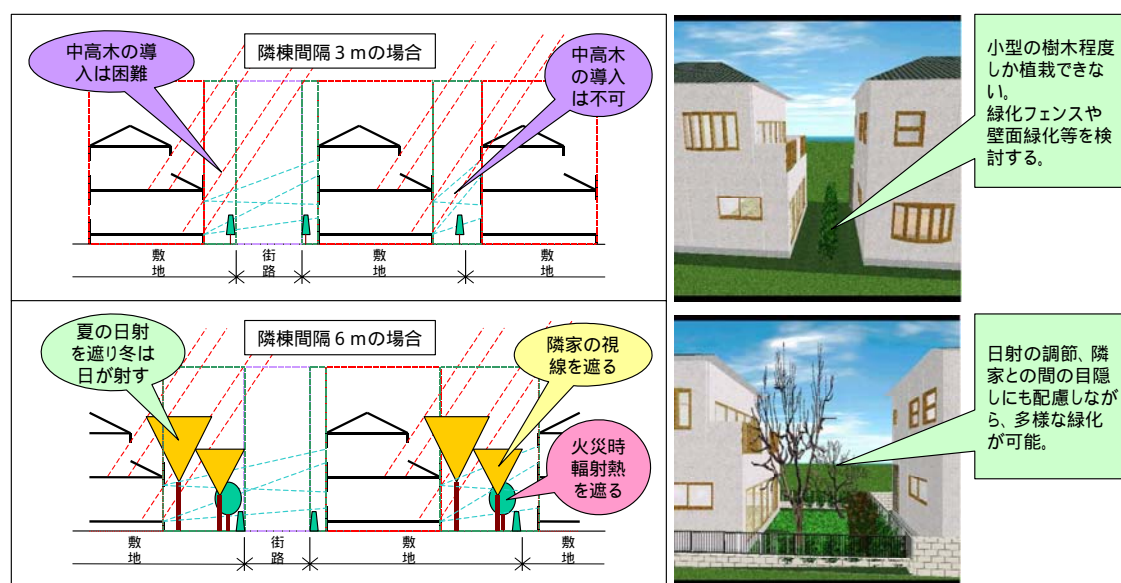 中高木の導
入は困難
隣棟間隔3mの場合
中高木
の導入
は不可
敷地
街路
敷地
敷地
小型の樹木程度
しか植栽できな
い。
緑化フェンスや
壁面緑化等を検
討する。
夏の日射
を遮り冬は
日が射す
隣棟間隔6mの場合
隣家の視
線を遮る
火災時
輻射熱
を遮る
敷地
街路
敷地
敷地
日射の調節、隣
家との間の目隠
しにも配慮しなが
ら、多様な緑化
が可能。